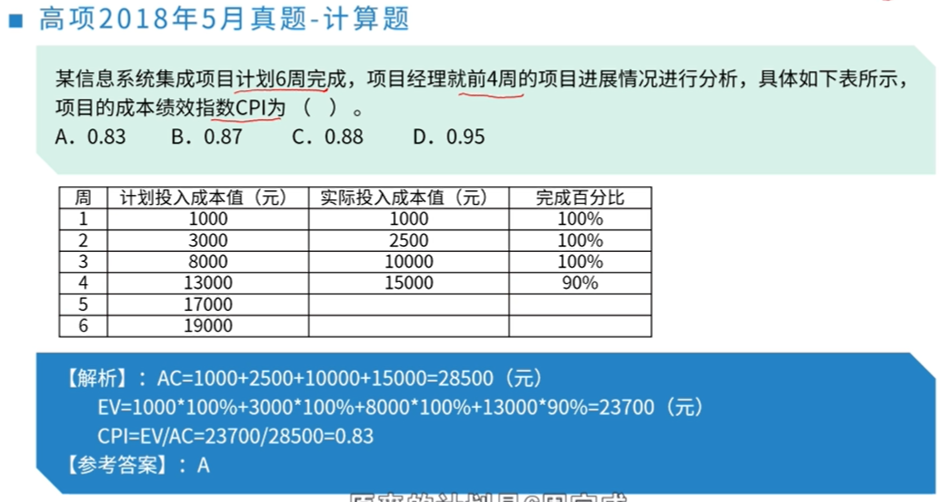 高项2018年5月真题-计算题
某信息系统集成项目计划6周完成，项目经理就前4周的项目进展情况进行分析，具体如下表所示，
项目的成本绩效指数CPI为（ ）。
A. 0.83 B. 0.87 C. 0.88 D. 0.95
周 计划投入成本值（元） 实际投入成本值（元） 完成百分比
1 1000 1000 100%
2 3000 2500 100%
3 8000 10000 100%
4 13000 15000 90%
5 17000
6 19000
【解析】：AC=1000+2500+10000+15000=28500（元）
EV=1000*100%+3000*100%+8000*100%+13000*90%=23700（元）
CPI=EV/AC=23700/28500=0.83
【参考答案】：A